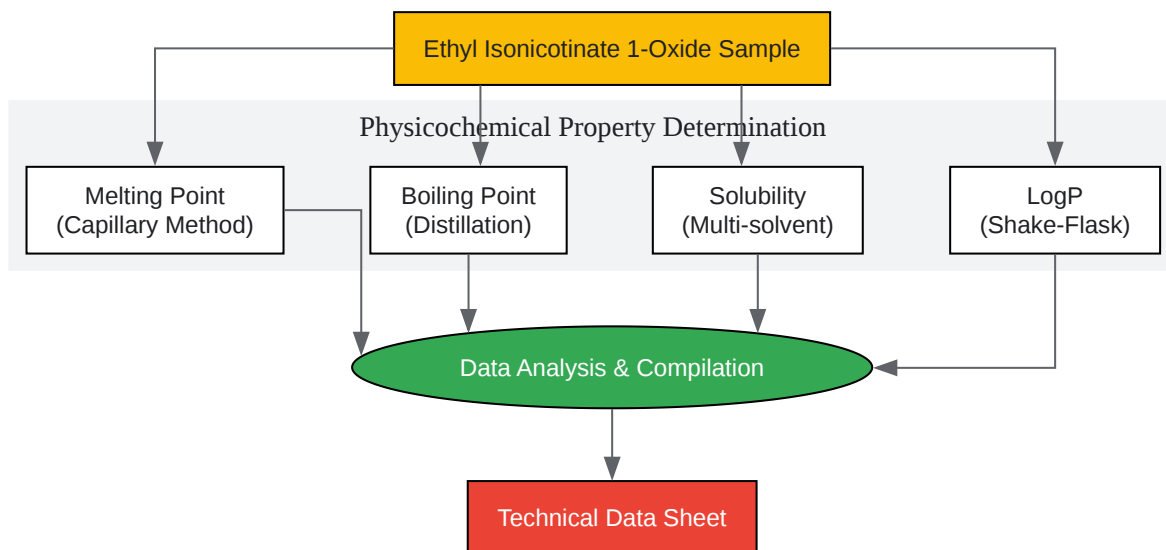 Ethyl Isonicotinate 1-Oxide Sample
Physicochemical Property Determination
Melting Point
(Capillary Method)
Boiling Point
(Distillation)
Solubility
(Multi-solvent)
LogP
(Shake-Flask)
Data Analysis & Compilation
Technical Data Sheet